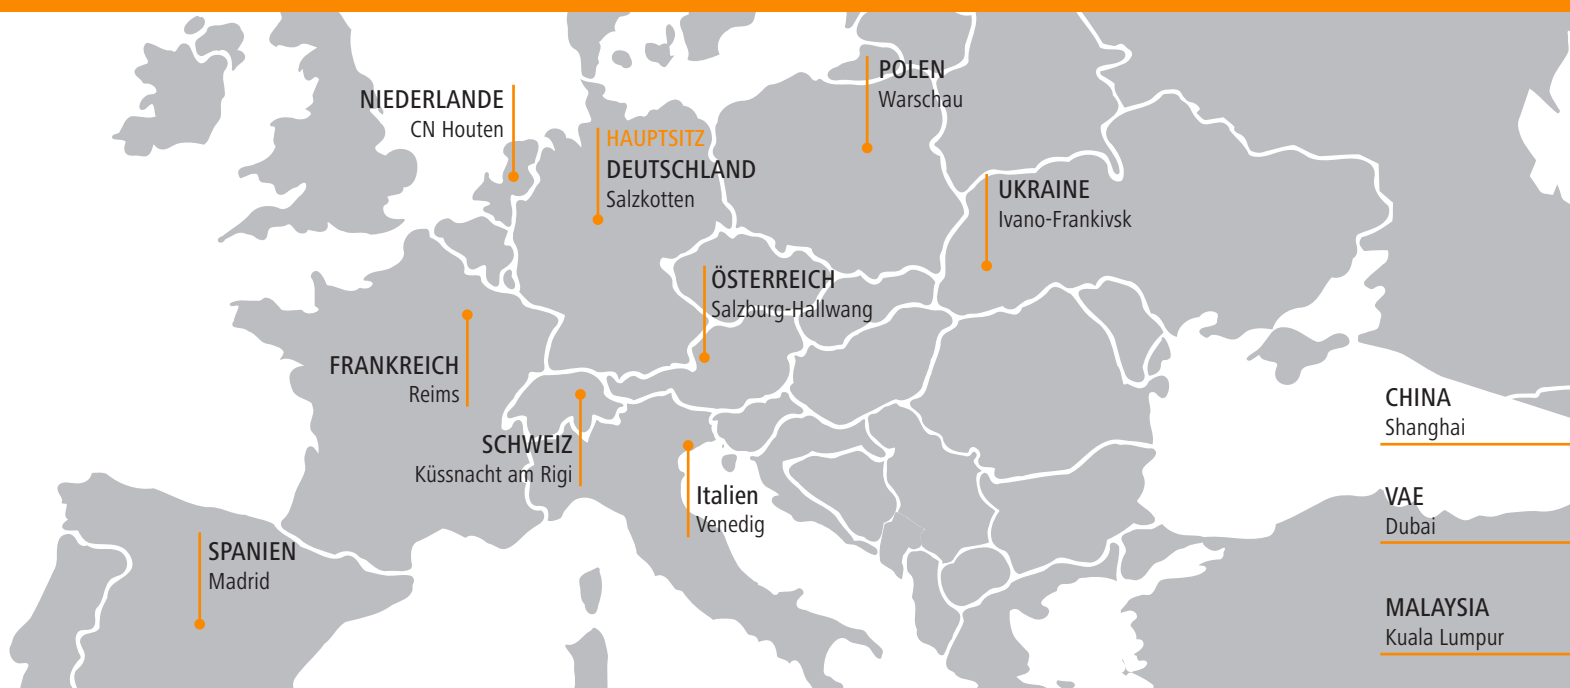 POLEN
Warschau
NIEDERLANDE
CN Houten
HAUPTSITZ
DEUTSCHLAND
Salzkotten
UKRAINE
Ivano-Frankivsk
ÖSTERREICH
Salzburg-Hallwang
FRANKREICH
Reims
SCHWEIZ
Küssnacht am Rigi
Italien
Venedig
SPANIEN
Madrid
CHINA
Shanghai
VAE
Dubai
MALAYSIA
Kuala Lumpur